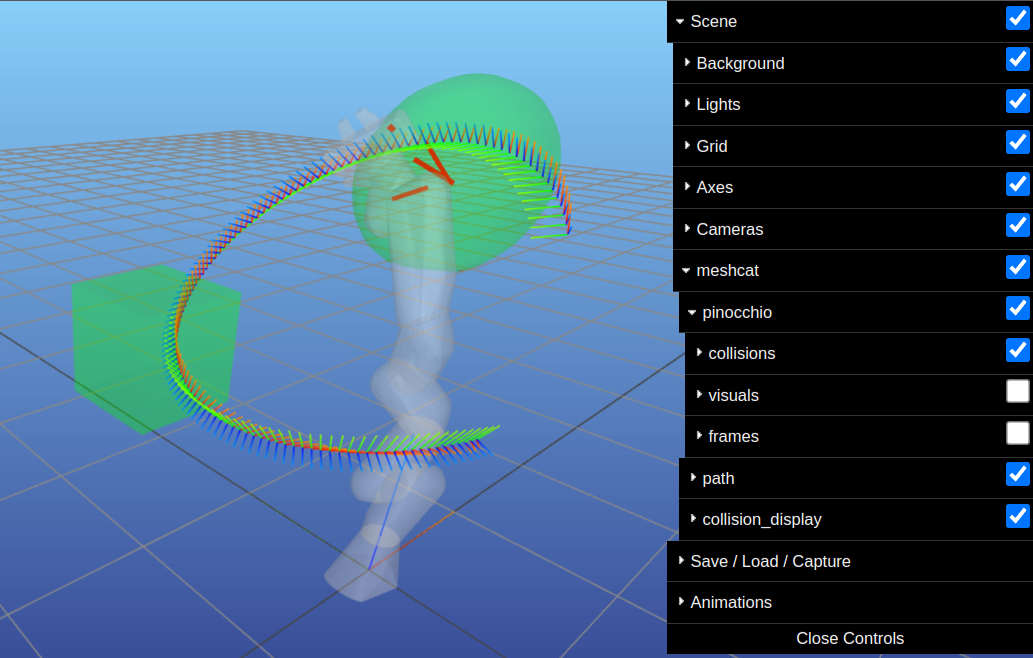 Scene
Background
Lights
Grid
Axes
Cameras
meshcat
pinocchio
collisions
visuals
frames
path
collision_display
Save / Load / Capture
Animations
Close Controls